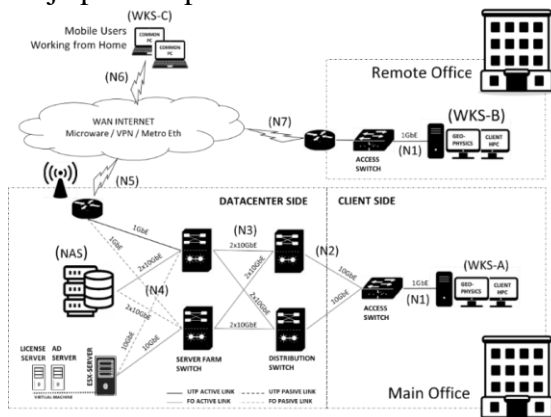 (WKS-C)
Mobile Users
Working from Home
COMMON
PC
COMMON
PC
(N6)
Remote Office
WAN INTERNET
Microware / VPN / Metro Eth
(N7)
(WKS-B)
1GbE
(N1)
GEO-
PHYSICS
CLIENT
HPC
ACCESS
SWITCH
(N5)
DATACENTER SIDE
CLIENT SIDE
1GbE
1GbE
(N3)
2x10GbE
(N2)
(NAS)
2x10GbE
2x10GbE
(N4)
2x10GbE
2x10GbE
10GbE
10GbE
1GbE
(N1)
(WKS-A)
GEO-
PHYSICS
CLIENT
HPC
ACCESS
SWITCH
10GbE
10GbE
2x10GbE
LICENSE
SERVER
AD
SERVER
ESX-SERVER
VIRTUAL MACHINE
SERVER FARM
SWITCH
DISTRIBUTION
SWITCH
UTP ACTIVE LINK
UTP PASIVE LINK
FO ACTIVE LINK
FO PASIVE LINK
Main Office